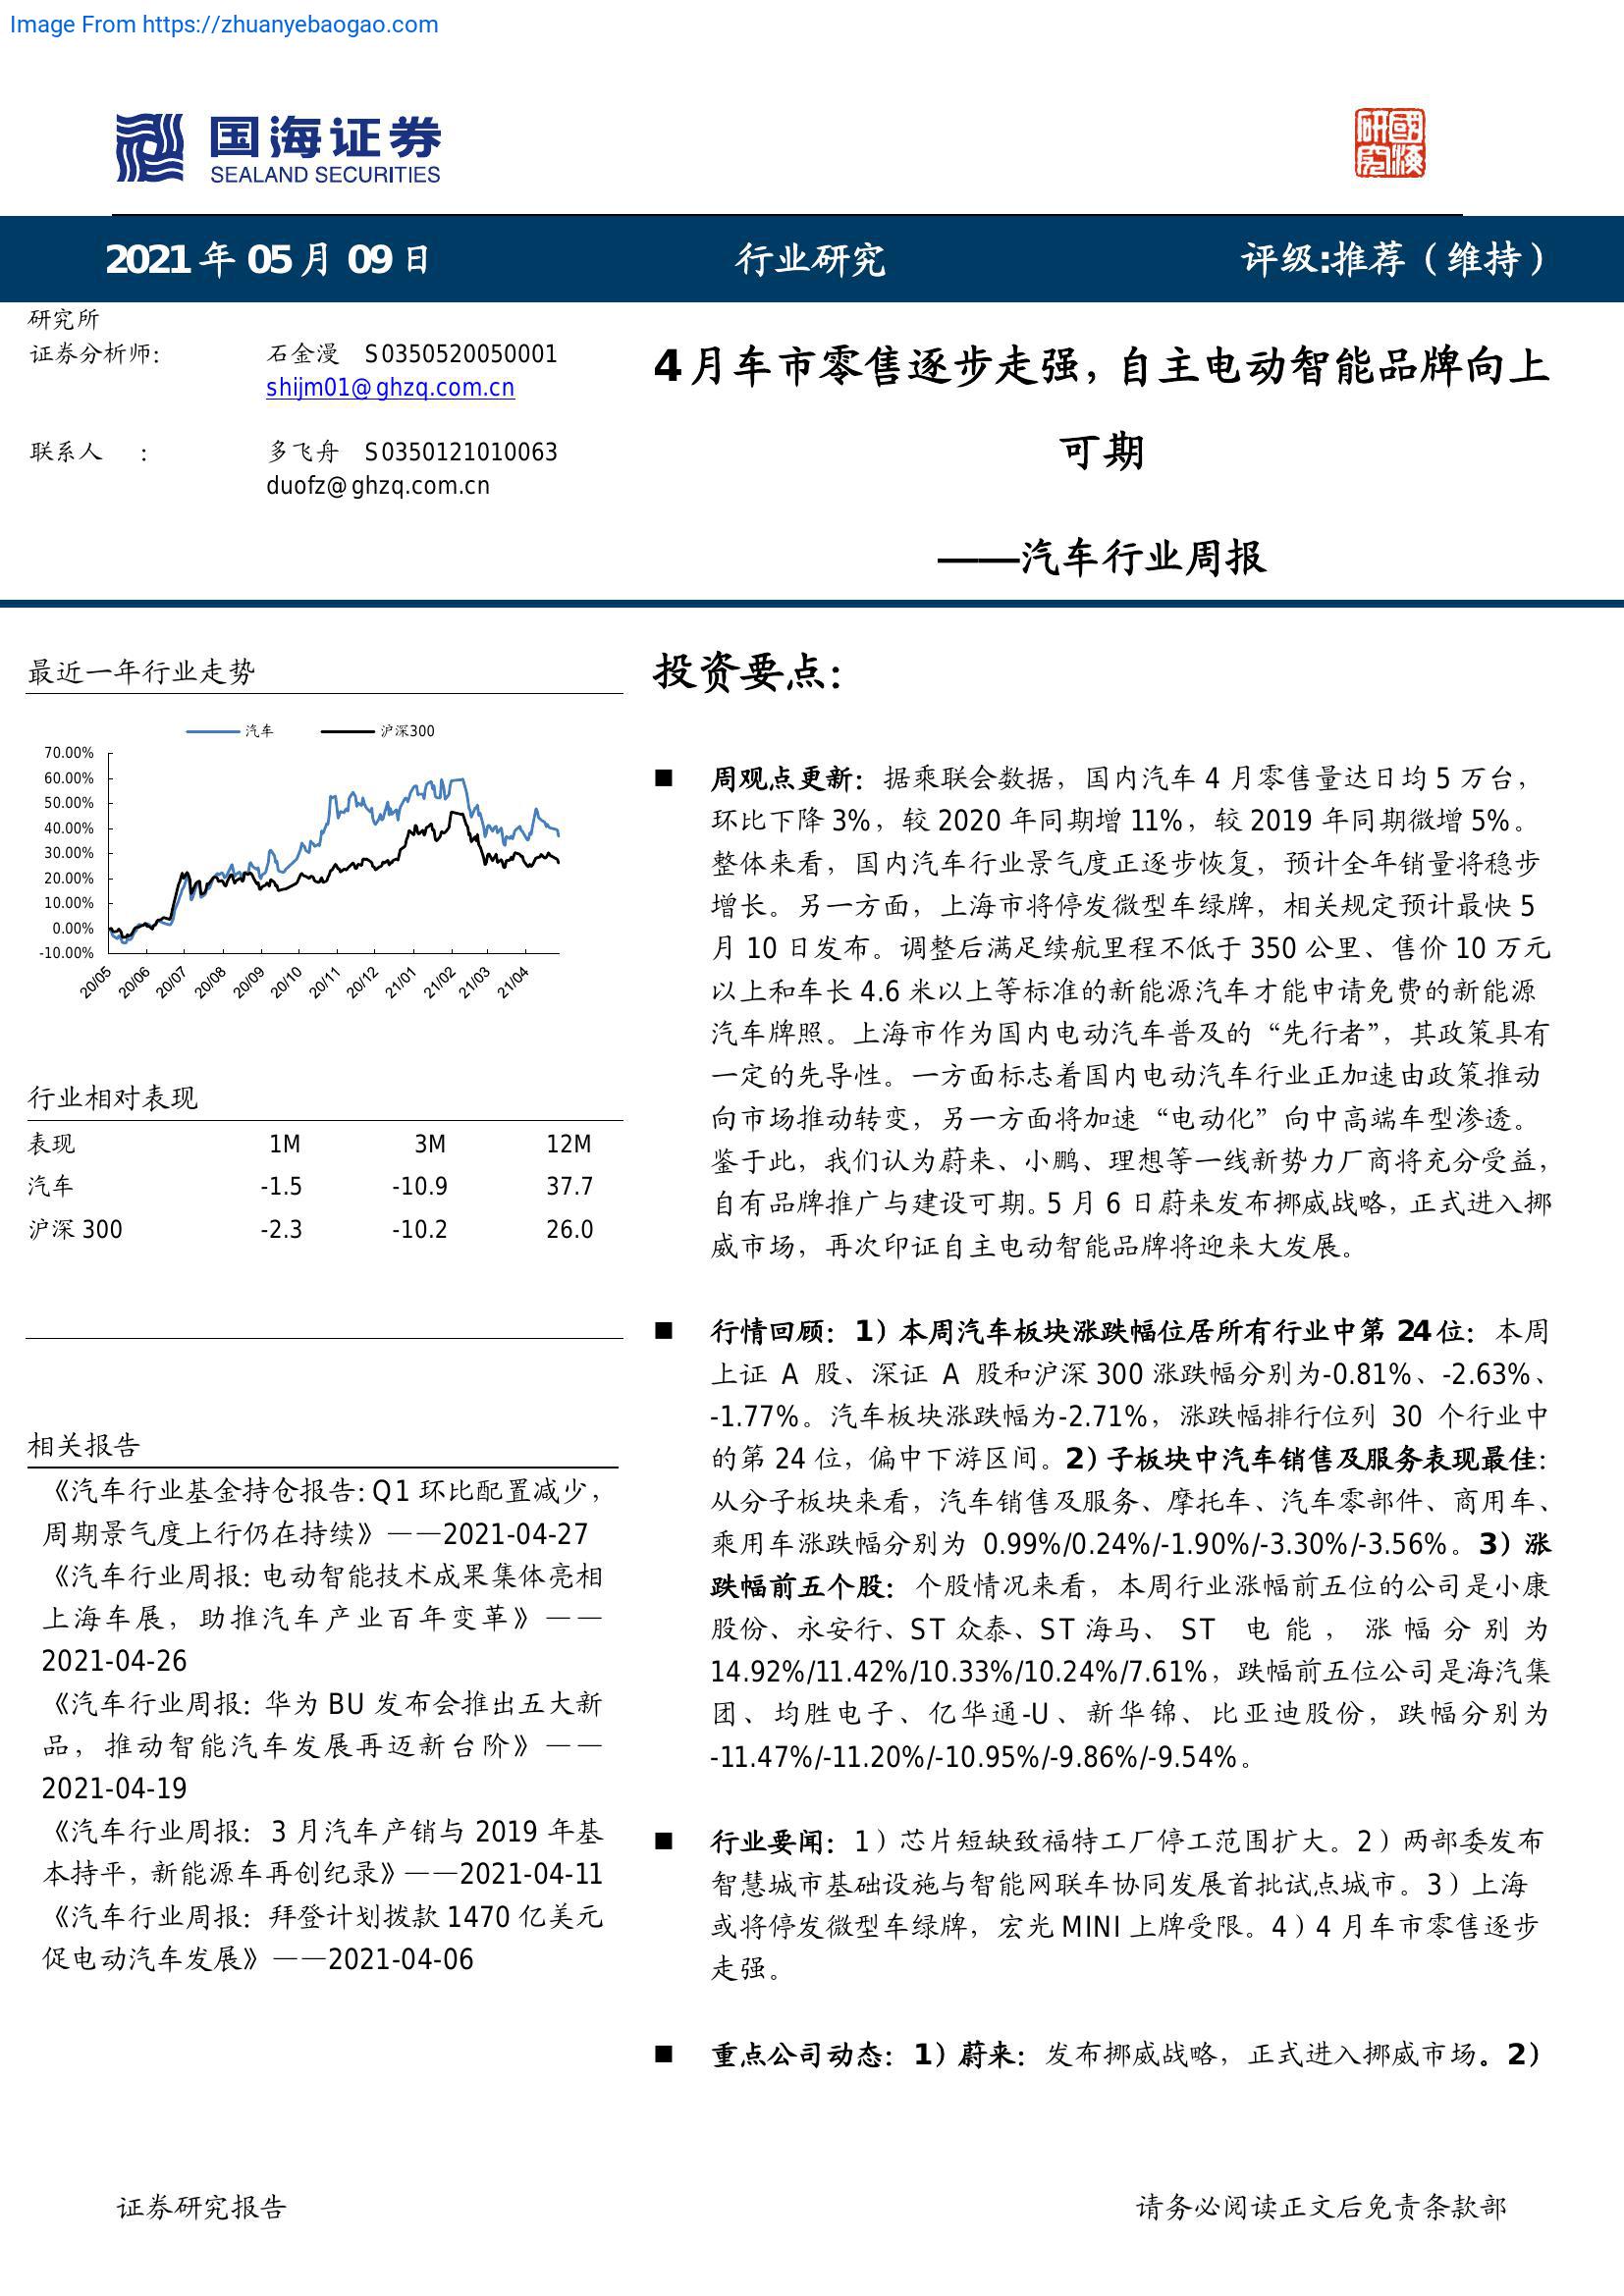 Image From https://zhuanyebaogao.com
国海证券
SEALAND SECURITIES
研國
究海
2021 年 05 月 09 日
行业研究
评级:推荐（维持）
研究所
证券分析师：
石金漫 S0350520050001
shijm01@ghzq.com.cn
联系人 ：
多飞舟 S0350121010063
duofz@ghzq.com.cn
4 月车市零售逐步走强，自主电动智能品牌向上
可期
——汽车行业周报
最近一年行业走势
汽车 沪深300
70.00%
60.00%
50.00%
40.00%
30.00%
20.00%
10.00%
0.00%
-10.00%
20/05 20/06 20/07 20/08 20/09 20/10 20/11 20/12 21/01 21/02 21/03 21/04
行业相对表现
表现 1M 3M 12M
汽车 -1.5 -10.9 37.7
沪深 300 -2.3 -10.2 26.0
相关报告
《汽车行业基金持仓报告：Q1 环比配置减少，
周期景气度上行仍在持续》——2021-04-27
《汽车行业周报：电动智能技术成果集体亮相
上海车展，助推汽车产业百年变革》——
2021-04-26
《汽车行业周报：华为 BU 发布会推出五大新
品，推动智能汽车发展再迈新台阶》——
2021-04-19
《汽车行业周报：3 月汽车产销与 2019 年基
本持平，新能源车再创纪录》——2021-04-11
《汽车行业周报：拜登计划拨款 1470 亿美元
促电动汽车发展》——2021-04-06
投资要点：
■ 周观点更新：据乘联会数据，国内汽车 4 月零售量达日均 5 万台，
环比下降 3%，较 2020 年同期增 11%，较 2019 年同期微增 5%。
整体来看，国内汽车行业景气度正逐步恢复，预计全年销量将稳步
增长。另一方面，上海市将停发微型车绿牌，相关规定预计最快 5
月 10 日发布。调整后满足续航里程不低于 350 公里、售价 10 万元
以上和车长 4.6 米以上等标准的新能源汽车才能申请免费的新能源
汽车牌照。上海市作为国内电动汽车普及的“先行者”，其政策具有
一定的先导性。一方面标志着国内电动汽车行业正加速由政策推动
向市场推动转变，另一方面将加速“电动化”向中高端车型渗透。
鉴于此，我们认为蔚来、小鹏、理想等一线新势力厂商将充分受益，
自有品牌推广与建设可期。5 月 6 日蔚来发布挪威战略，正式进入挪
威市场，再次印证自主电动智能品牌将迎来大发展。
■ 行情回顾：1）本周汽车板块涨跌幅位居所有行业中第 24 位：本周
上证 A 股、深证 A 股和沪深 300 涨跌幅分别为-0.81%、-2.63%、
-1.77%。汽车板块涨跌幅为-2.71%，涨跌幅排行位列 30 个行业中
的第 24 位，偏中下游区间。2）子板块中汽车销售及服务表现最佳：
从分子板块来看，汽车销售及服务、摩托车、汽车零部件、商用车、
乘用车涨跌幅分别为 0.99%/0.24%/-1.90%/-3.30%/-3.56%。3）涨
跌幅前五个股：个股情况来看，本周行业涨幅前五位的公司是小康
股份、永安行、ST 众泰、ST 海马、 ST 电能，涨幅分别为
14.92%/11.42%/10.33%/10.24%/7.61%，跌幅前五位公司是海汽集
团、均胜电子、亿华通-U、新华锦、比亚迪股份，跌幅分别为
-11.47%/-11.20%/-10.95%/-9.86%/-9.54%。
■ 行业要闻：1）芯片短缺致福特工厂停工范围扩大。2）两部委发布
智慧城市基础设施与智能网联车协同发展首批试点城市。3）上海
或将停发微型车绿牌，宏光 MINI 上牌受限。4）4 月车市零售逐步
走强。
■ 重点公司动态：1）蔚来：发布挪威战略，正式进入挪威市场。2）
证券研究报告
请务必阅读正文后免责条款部